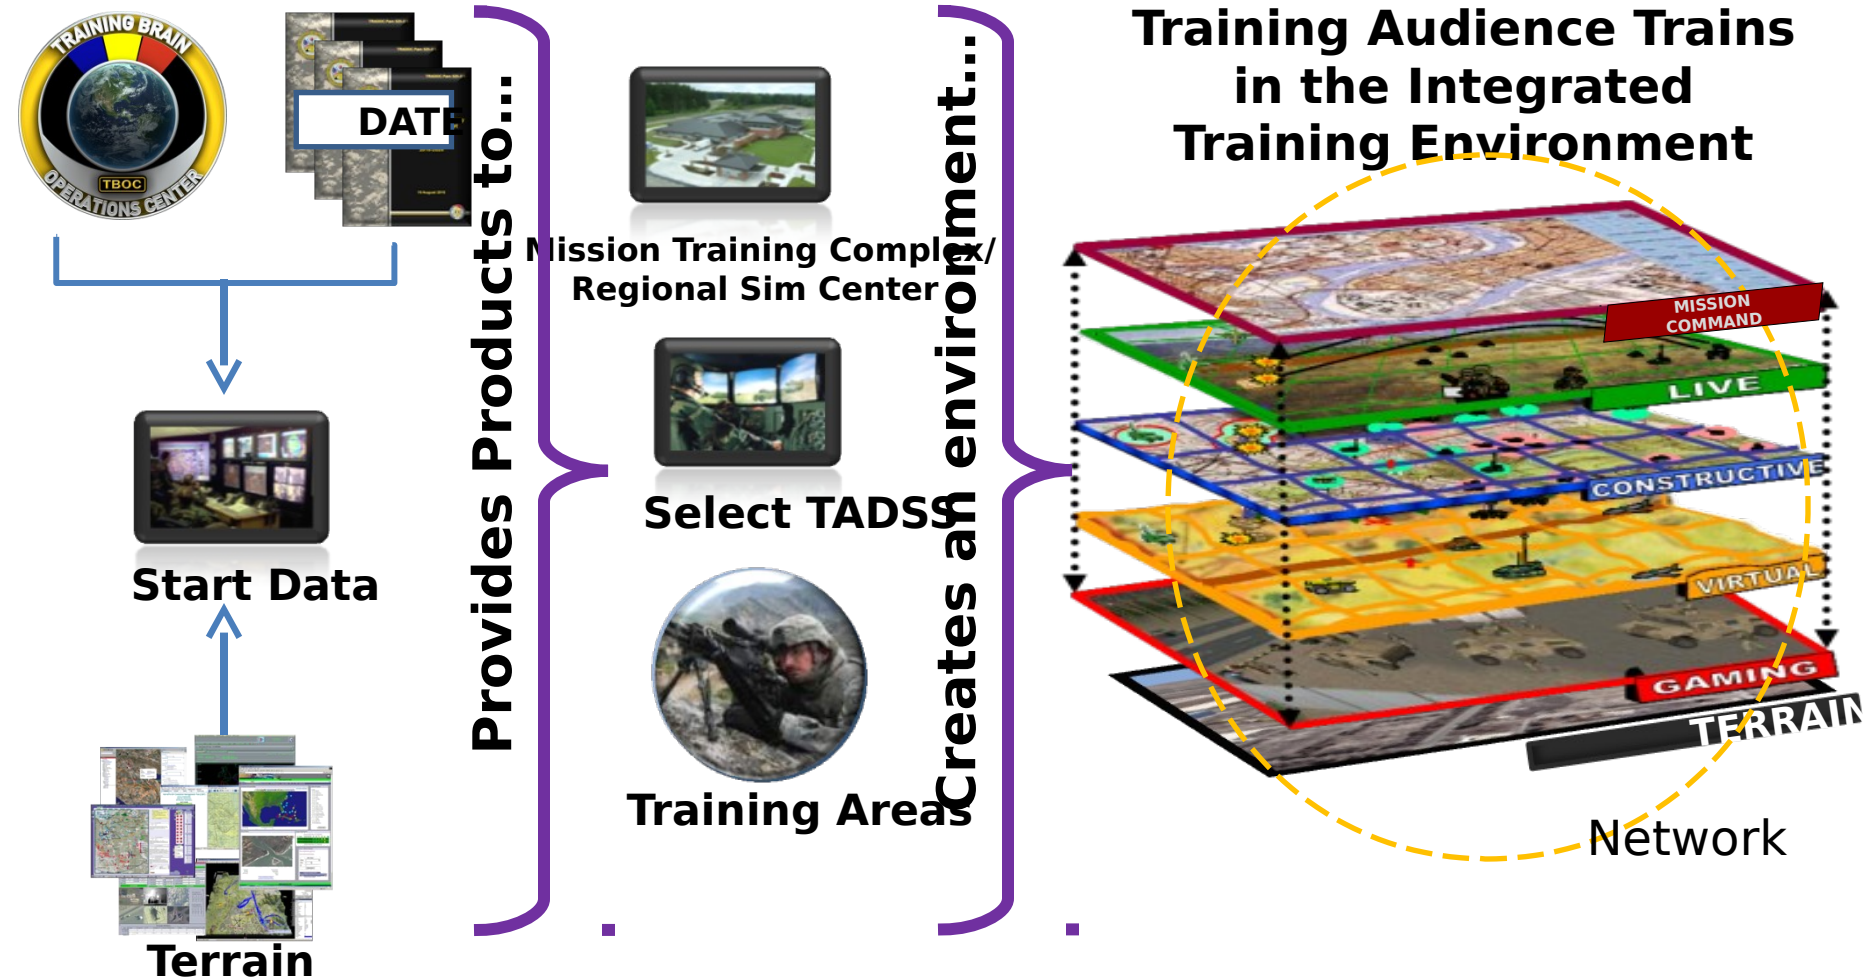 TRAINING BRAIN
TBOC
OPERATIONS CENTER
DATE
Start Data
Terrain
Provides Products to...
Mission Training Complex/
Regional Sim Center
Select TADSS
Training Areas
Creates an environment...
Training Audience Trains
in the Integrated
Training Environment
MISSION
COMMAND
LIVE
CONSTRUCTIVE
VIRTUAL
GAMING
TERRAIN
Network